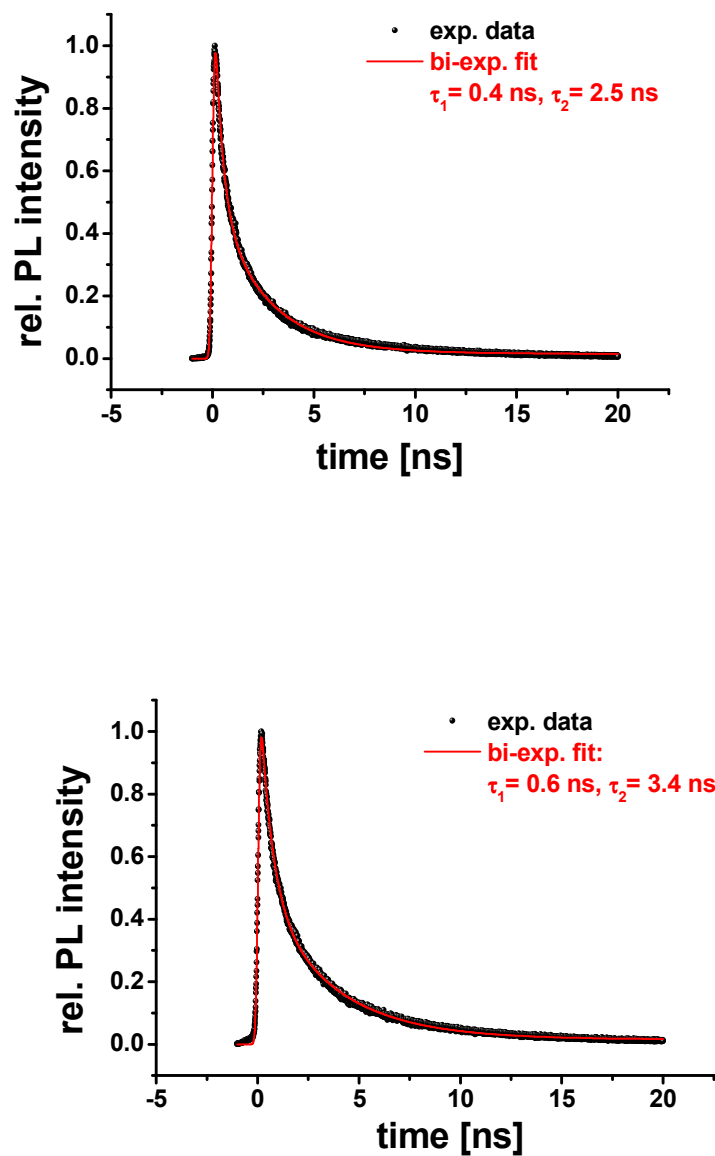 exp. data
bi-exp. fit
τ1= 0.4 ns, τ2= 2.5 ns
1.0
0.8
0.6
0.4
0.2
0.0
rel. PL intensity
-5 0 5 10 15 20
time [ns]
exp. data
bi-exp. fit:
τ1= 0.6 ns, τ2= 3.4 ns
1.0
0.8
0.6
0.4
0.2
0.0
rel. PL intensity
-5 0 5 10 15 20
time [ns]